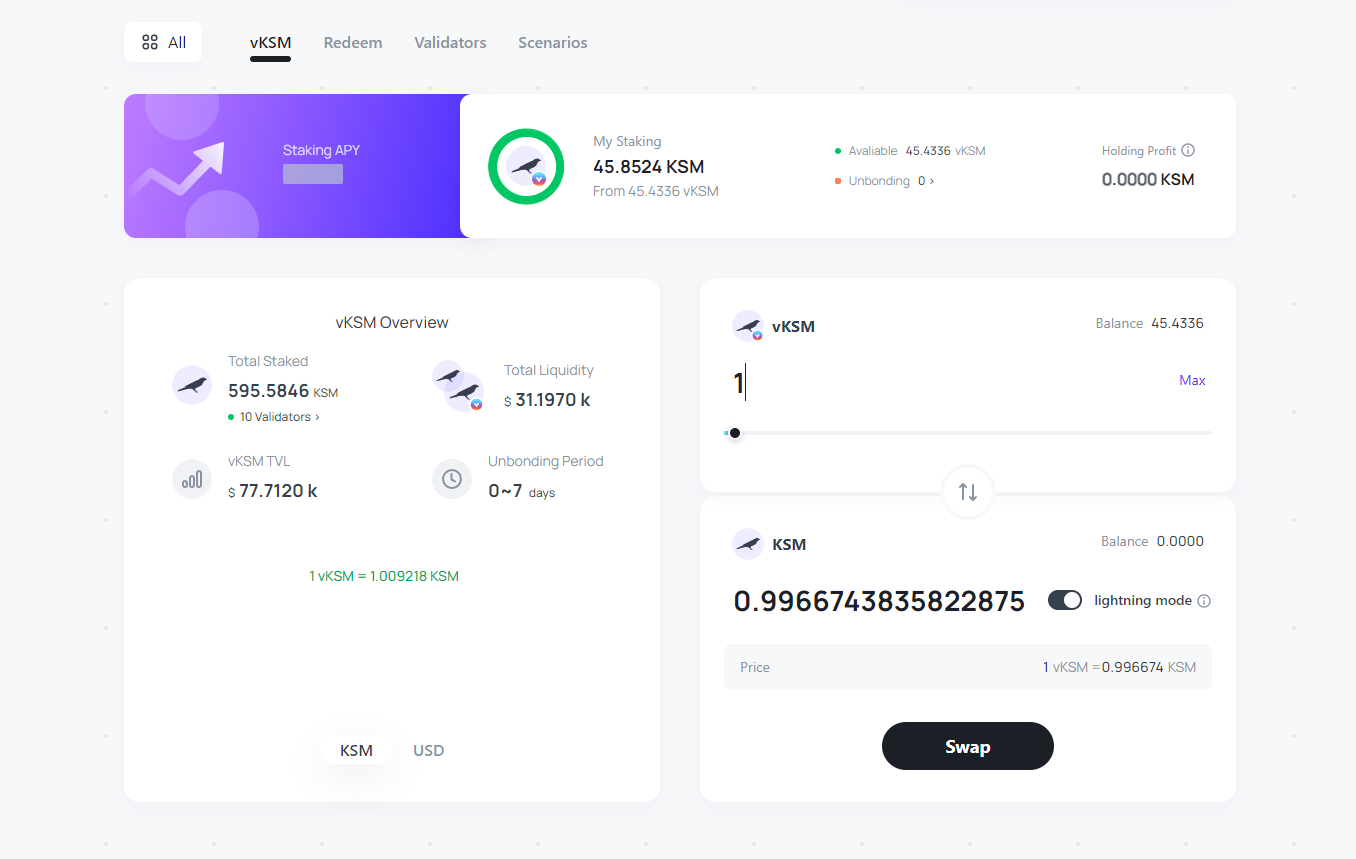 All
vKSM
Redeem
Validators
Scenarios
Staking APY
My Staking
45.8524 KSM
From 45.4336 vKSM
Avaliable 45.4336 vKSM
Unbonding 0 >
Holding Profit
0.0000 KSM
vKSM Overview
Total Staked
595.5846 KSM
10 Validators >
Total Liquidity
$ 31.1970 k
vKSM TVL
$ 77.7120 k
Unbonding Period
0~7 days
1 vKSM = 1.009218 KSM
KSM
USD
vKSM
Balance 45.4336
1
Max
KSM
Balance 0.0000
0.9966743835822875
lightning mode
Price
1 vKSM =0.996674 KSM
Swap